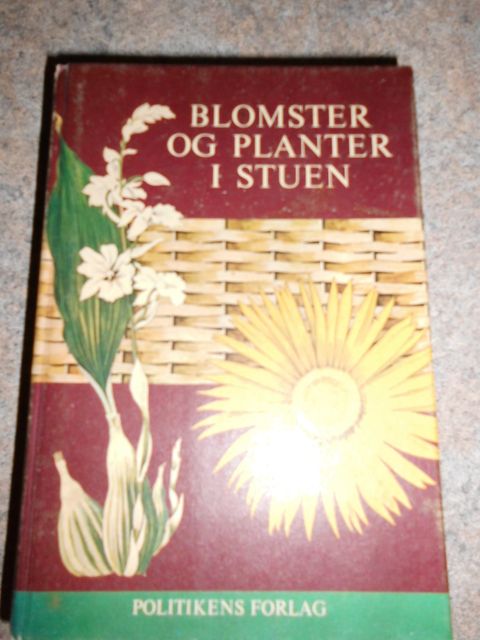 BLOMSTER
OG PLANTER
I STUEN
POLITIKENS FORLAG